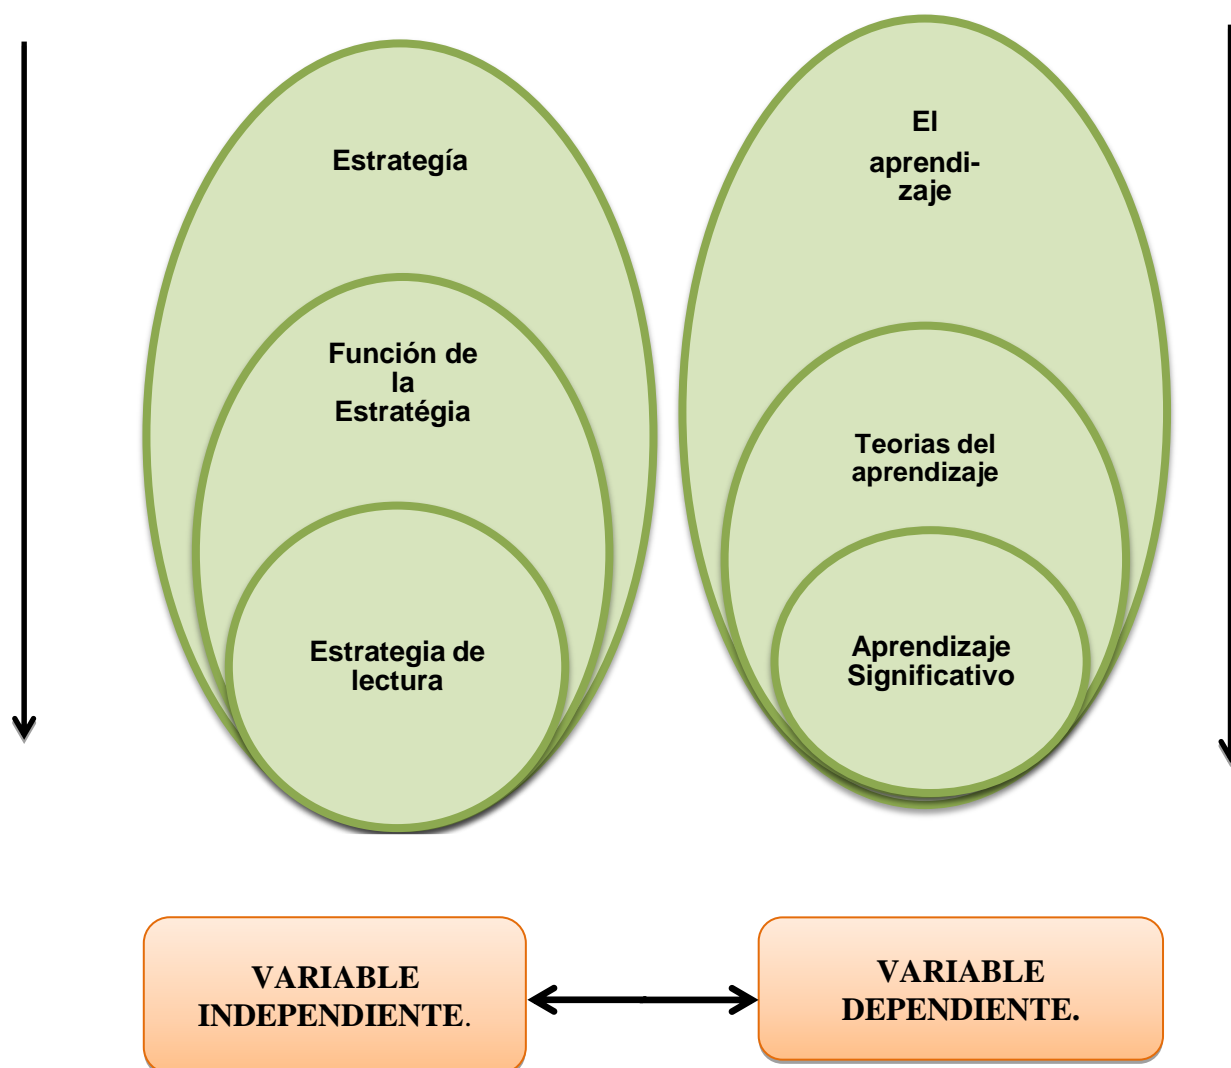 Estrategía
Función de
la
Estratégia
Estrategia de
lectura
El
aprendi-
zaje
Teorias del
aprendizaje
Aprendizaje
Significativo
VARIABLE
INDEPENDIENTE.
VARIABLE
DEPENDIENTE.